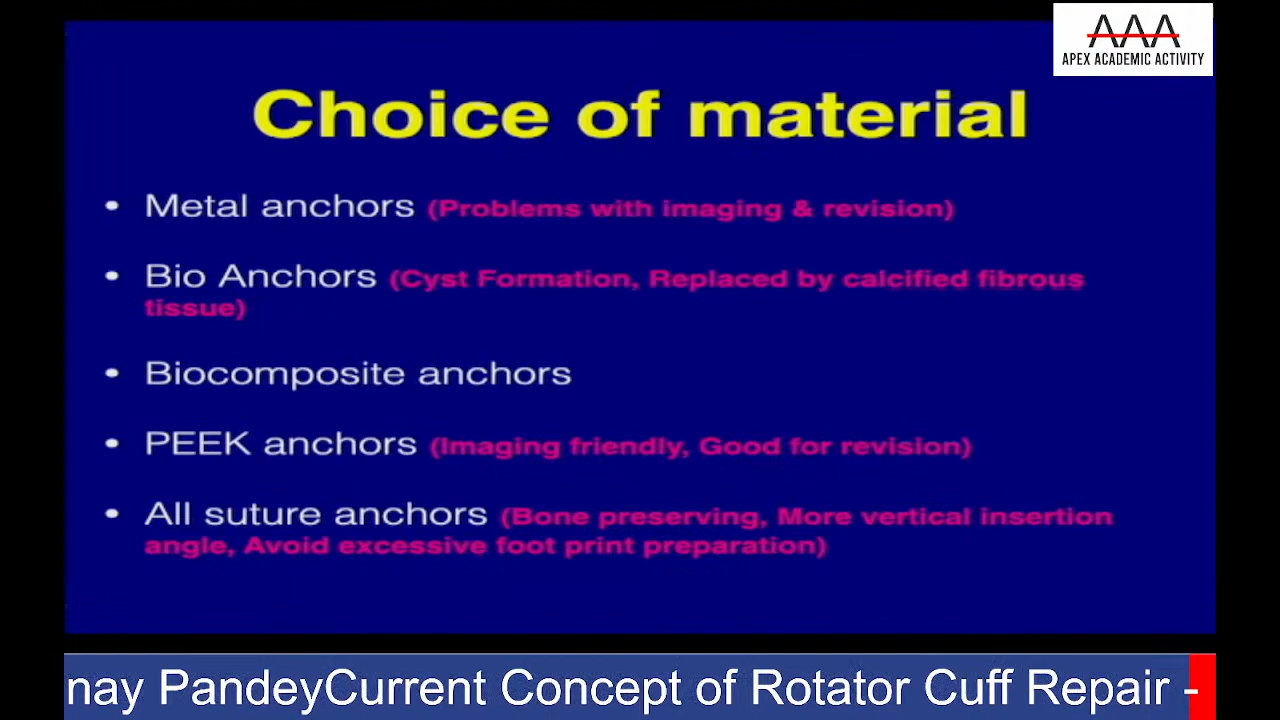 AAA
APEX ACADEMIC ACTIVITY
Choice of material
• Metal anchors (Problems with imaging & revision)
• Bio Anchors (Cyst Formation, Replaced by calcified fibrous
tissue)
• Biocomposite anchors
• PEEK anchors (Imaging friendly, Good for revision)
• All suture anchors (Bone preserving, More vertical insertion
angle, Avoid excessive foot print preparation)
nay PandeyCurrent Concept of Rotator Cuff Repair -